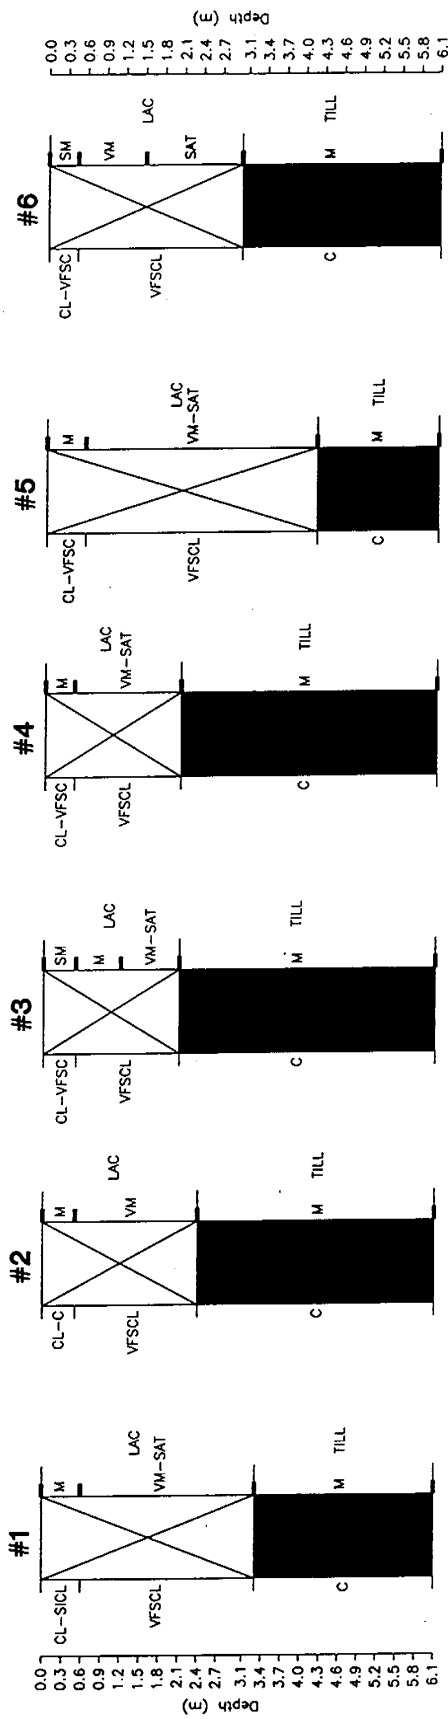 Depth (m)
0.0
0.3
0.6
0.9
1.2
1.5
1.8
2.1
2.4
2.7
3.1
3.4
3.7
4.0
4.3
4.6
4.9
5.2
5.5
5.8
6.1
#1
CL-SICL
M
VFSCL
LAC
VM-SAT
C
M
TILL
#2
CL-C
M
VFSCL
VM
LAC
C
M
TILL
#3
CL-VFSC
SM
M
LAC
VFSCL
VM-SAT
C
M
TILL
#4
CL-VFSC
M
LAC
VFSCL
VM-SAT
C
M
TILL
#5
CL-VFSC
M
VFSCL
LAC
VM-SAT
C
M
TILL
#6
CL-VFSC
SM
VM
LAC
VFSCL
SAT
C
M
TILL
0.0
0.3
0.6
0.9
1.2
1.5
1.8
2.1
2.4
2.7
3.1
3.4
3.7
4.0
4.3
4.6
4.9
5.2
5.5
5.8
6.1
Depth (m)